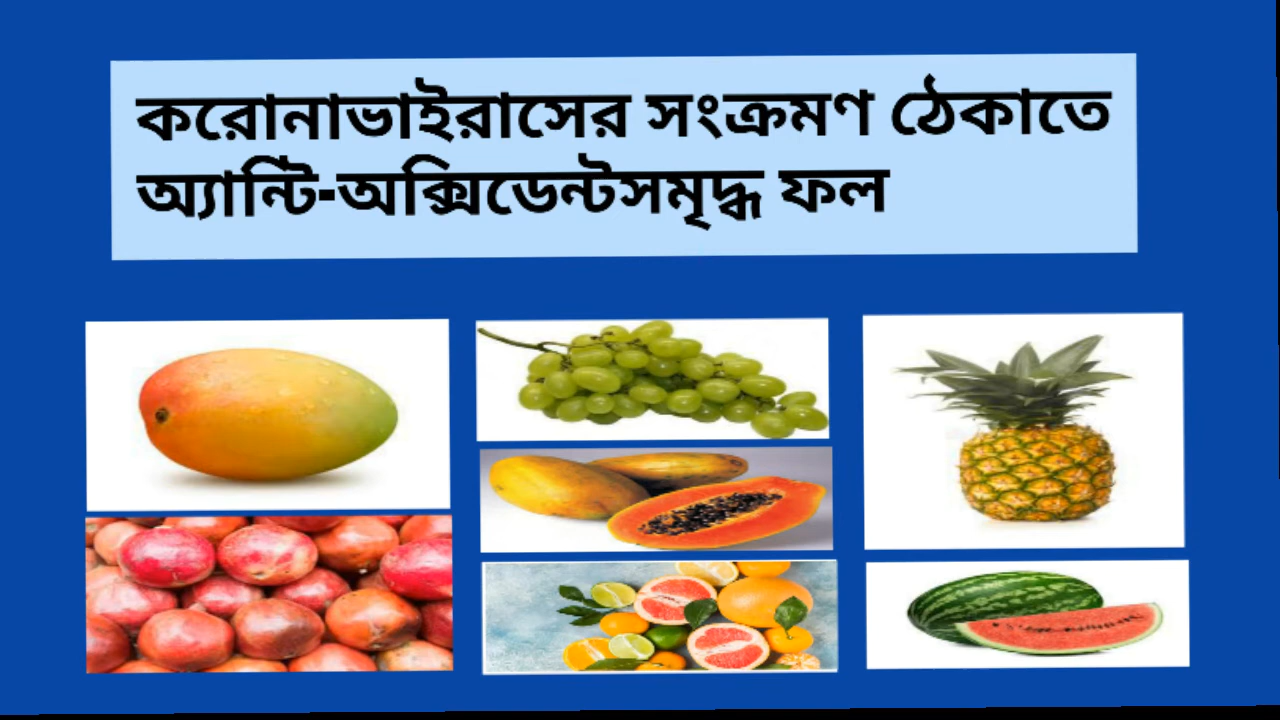 করোনাভাইরাসের সংক্রমণ ঠেকাতে
অ্যান্টি-অক্সিডেন্টসমৃদ্ধ ফল